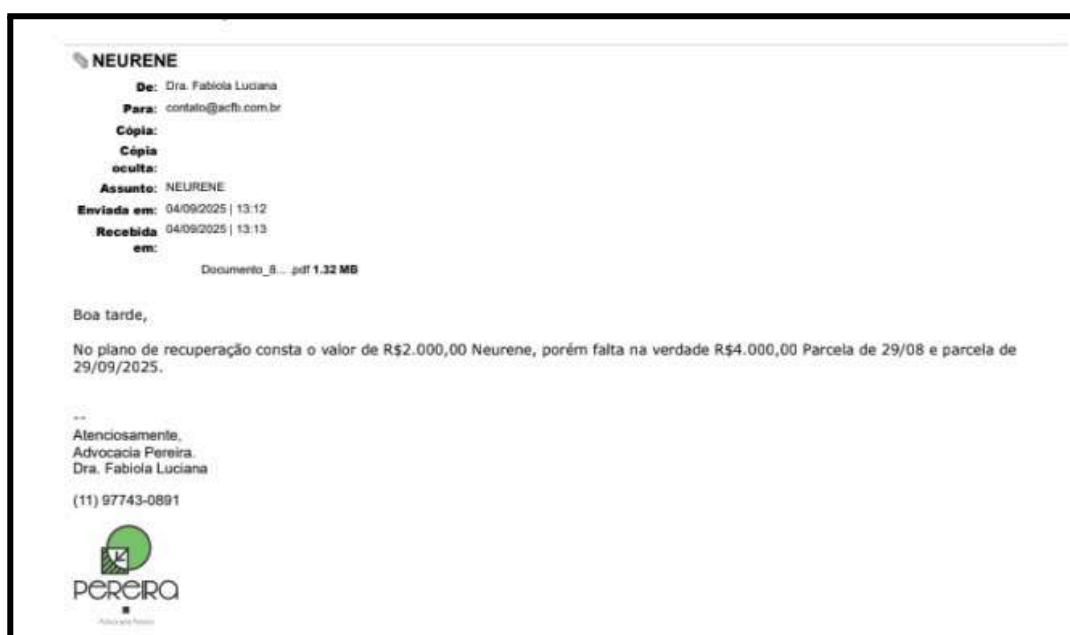 NEURENE
De: Dra. Fabíola Luciana
Para: contato@acfb.com.br
Cópia:
Cópia
oculta:
Assunto: NEURENE
Enviada em: 04/09/2025 | 13:12
Recebida 04/09/2025 | 13:13
em:
Documento_8... .pdf 1.32 MB
Boa tarde,
No plano de recuperação consta o valor de R$2.000,00 Neurene, porém falta na verdade R$4.000,00 Parcela de 29/08 e parcela de
29/09/2025.
--
Atenciosamente,
Advocacia Pereira.
Dra. Fabiola Luciana
(11) 97743-0891
PEREIRA